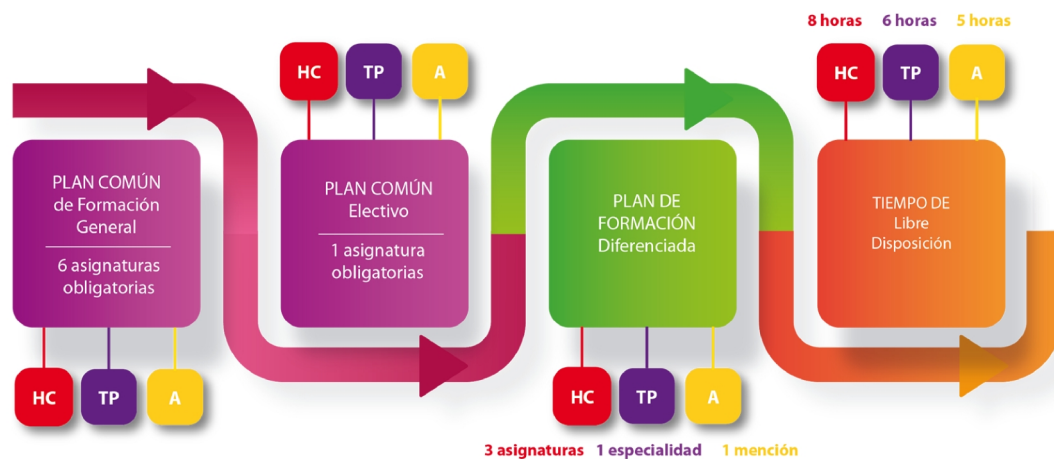 PLAN COMÚN
de Formación
General
6 asignaturas
obligatorias
HC
TP
A
HC
TP
A
PLAN COMÚN
Electivo
1 asignatura
obligatorias
PLAN DE
FORMACIÓN
Diferenciada
HC
TP
A
3 asignaturas
1 especialidad
1 mención
8 horas
6 horas
5 horas
HC
TP
A
TIEMPO DE
Libre
Disposición